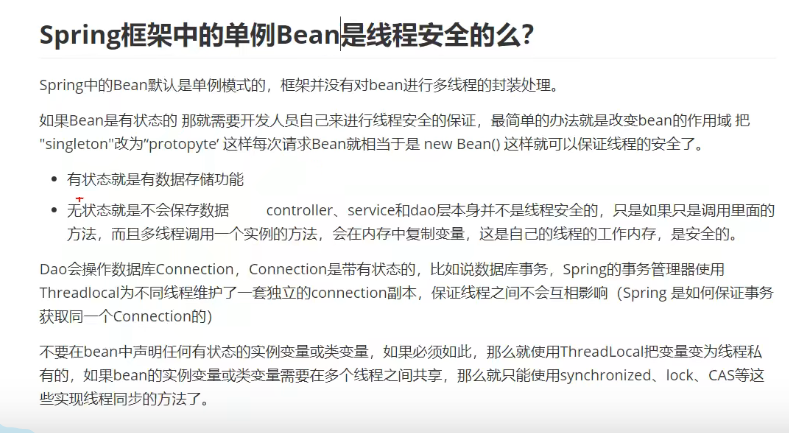 Spring框架中的单例Bean是线程安全的么?
Spring中的Bean默认是单例模式的，框架并没有对bean进行多线程的封装处理。
如果Bean是有状态的 那就需要开发人员自己来进行线程安全的保证，最简单的办法就是改变bean的作用域 把
"singleton"改为"protopyte' 这样每次请求Bean就相当于是 new Bean() 这样就可以保证线程的安全了。
• 有状态就是有数据存储功能
• 无状态就是不会保存数据 controller、service和dao层本身并不是线程安全的，只是如果只是调用里面的
方法，而且多线程调用一个实例的方法，会在内存中复制变量，这是自己的线程的工作内存，是安全的。
Dao会操作数据库Connection，Connection是带有状态的，比如说数据库事务，Spring的事务管理器使用
Threadlocal为不同线程维护了一套独立的connection副本，保证线程之间不会互相影响（Spring 是如何保证事务
获取同一个Connection的）
不要在bean中声明任何有状态的实例变量或类变量，如果必须如此，那么就使用ThreadLocal把变量变为线程私
有的，如果bean的实例变量或类变量需要在多个线程之间共享，那么就只能使用synchronized、lock、CAS等这
些实现线程同步的方法了。